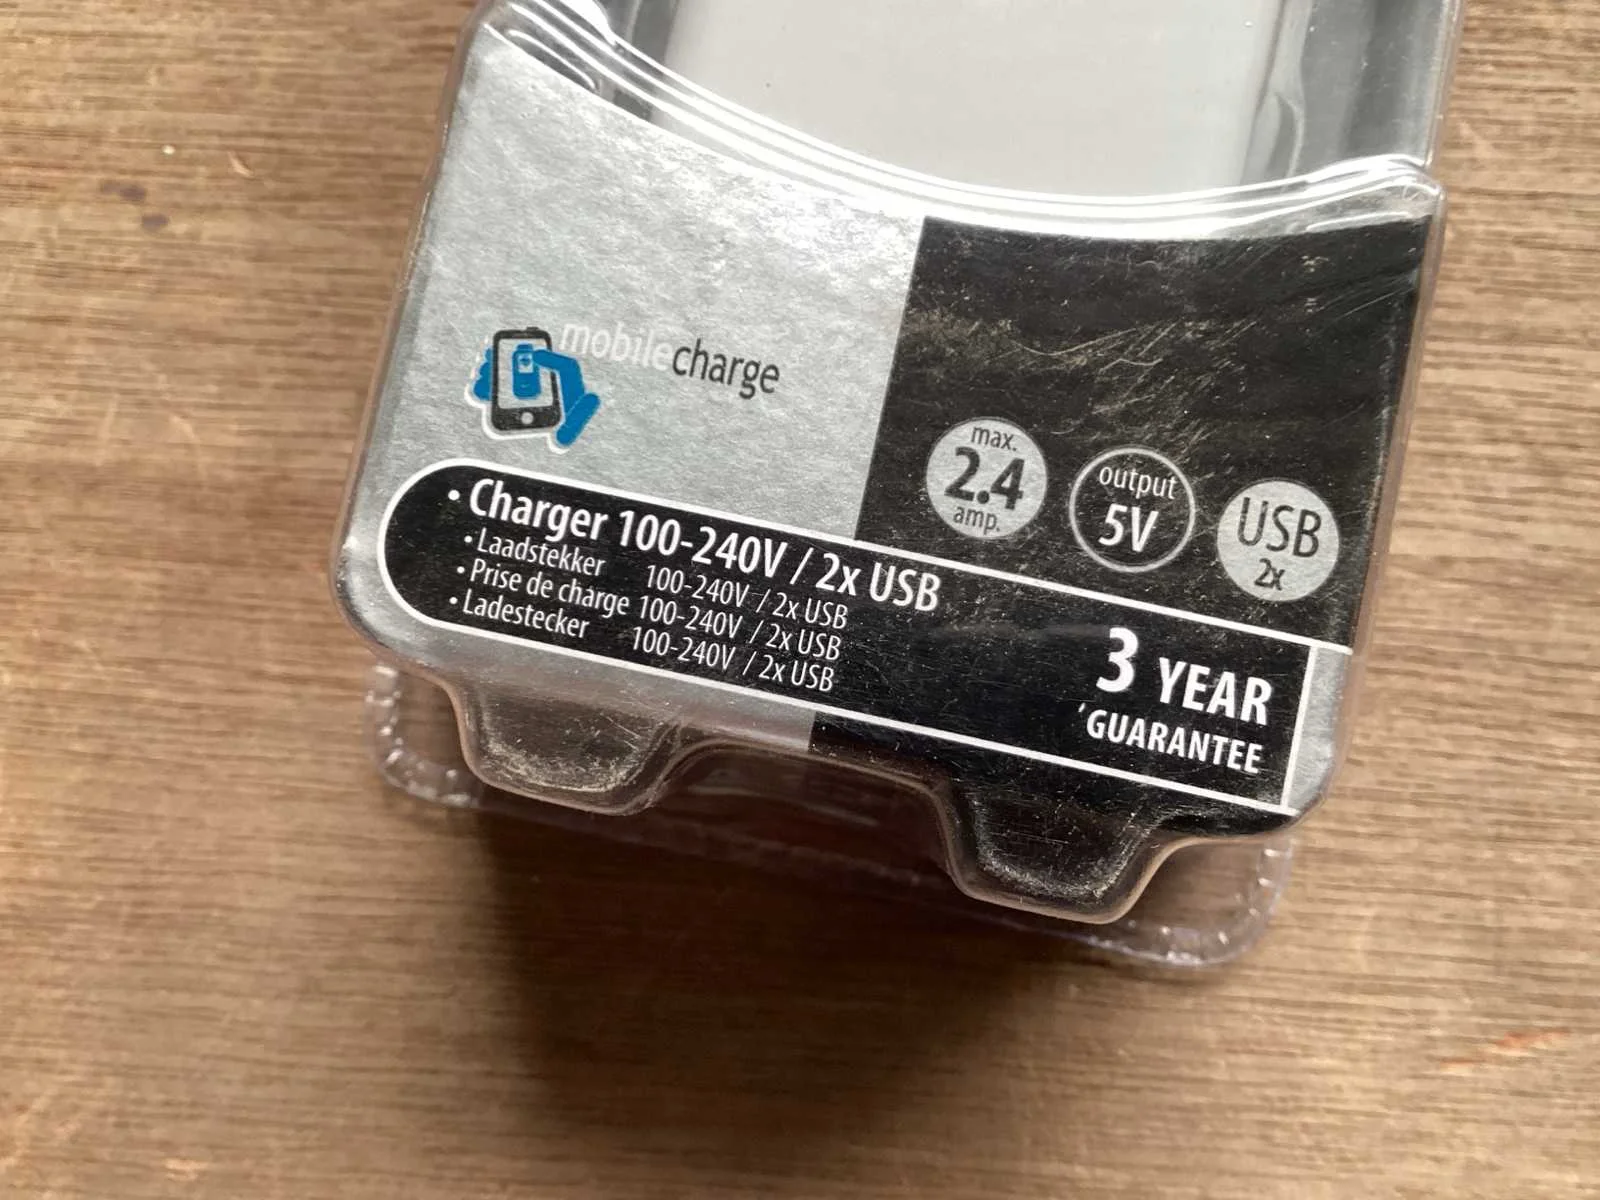 mobilecharge
max.
2.4
amp.
output
5V
USB
2x
• Charger 100-240V / 2x USB
• Laadstekker 100-240V / 2x USB
• Prise de charge 100-240V / 2x USB
• Ladestecker 100-240V / 2x USB
3 YEAR
GUARANTEE